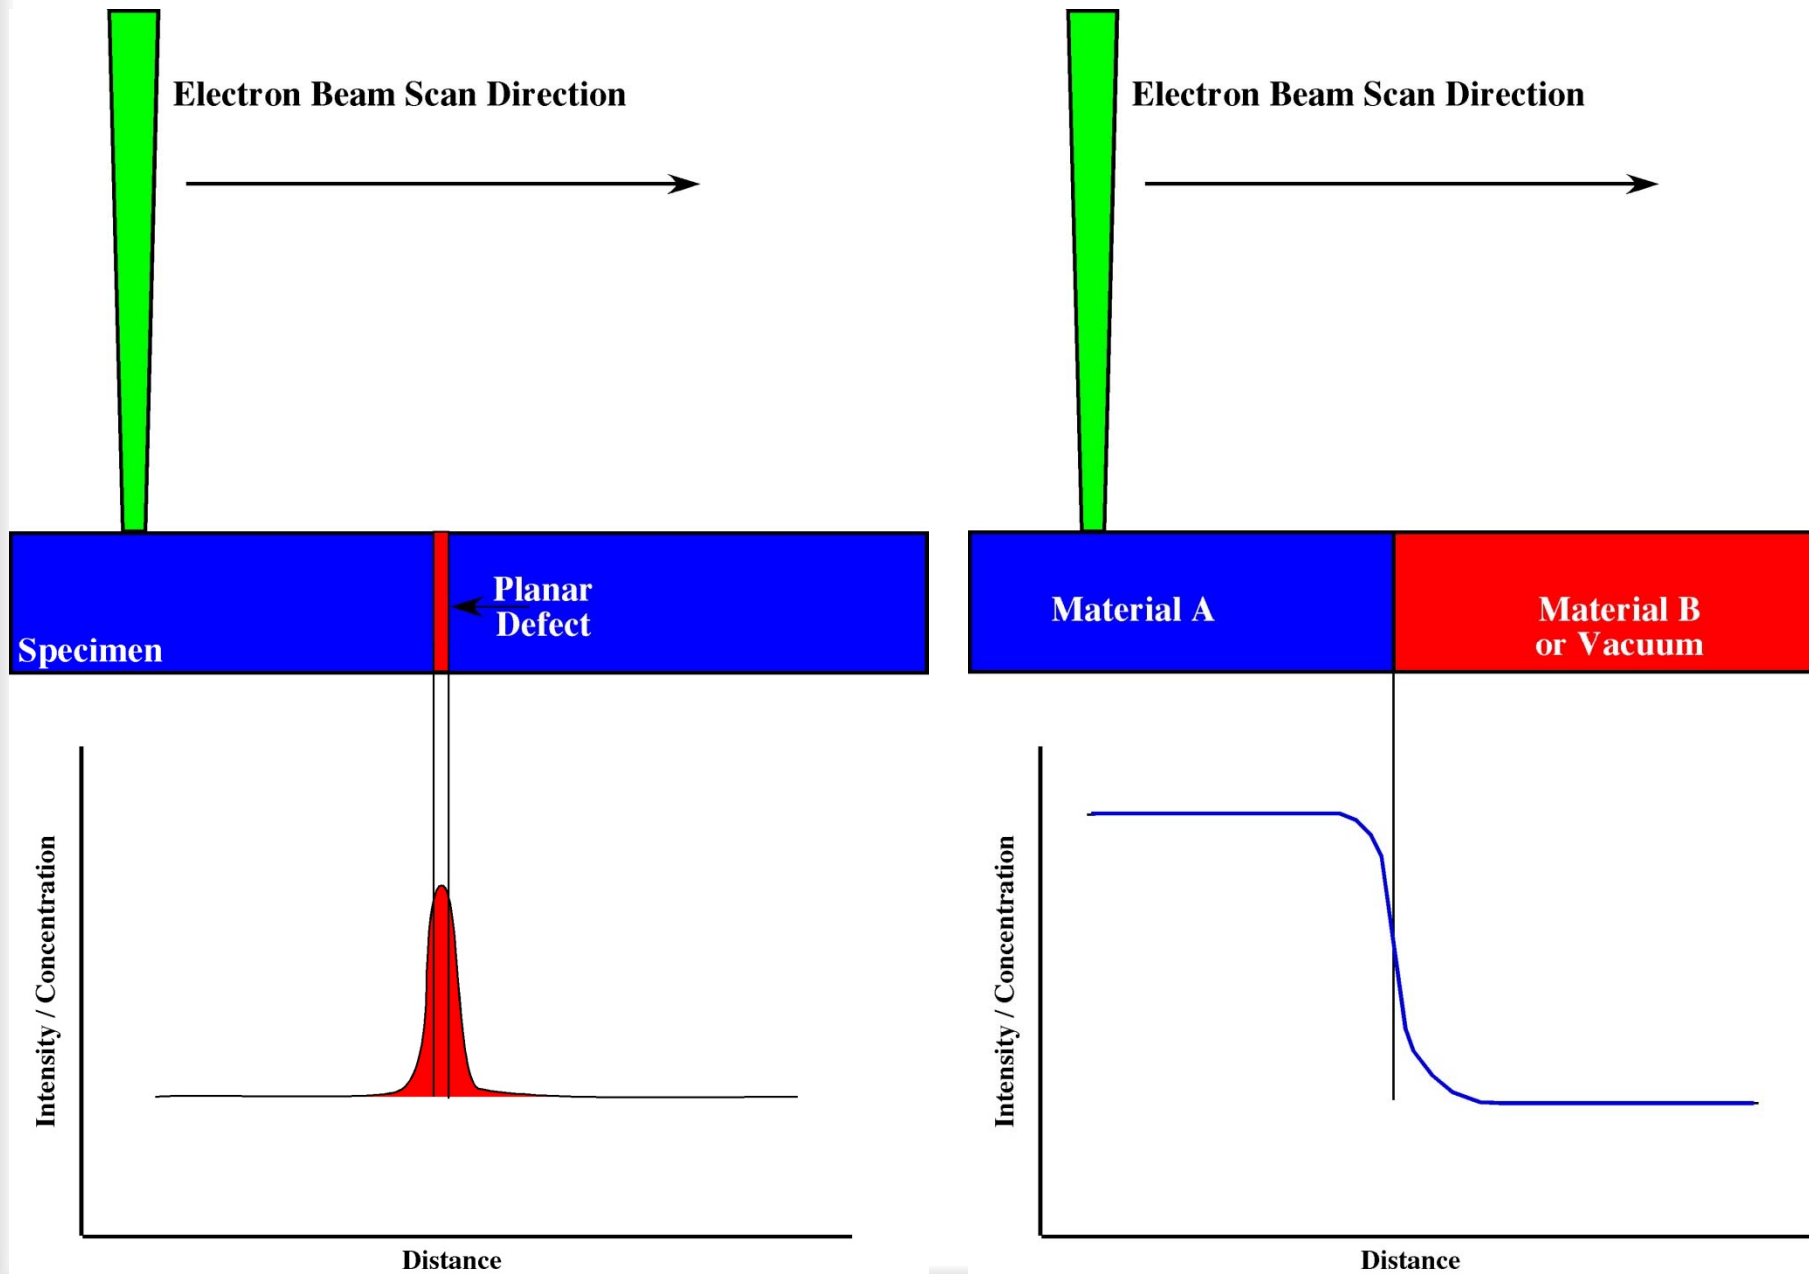 Electron Beam Scan Direction
Planar
Defect
Specimen
Intensity / Concentration
Distance
Electron Beam Scan Direction
Material A
Material B
or Vacuum
Intensity / Concentration
Distance